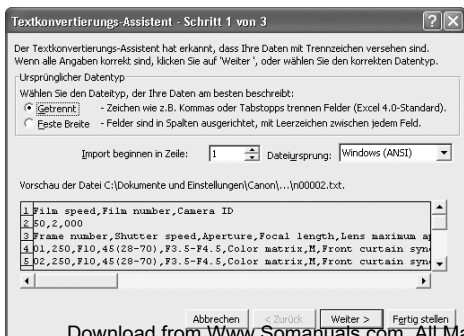 Textkonvertierungs-Assistent - Schritt 1 von 3
Der Textkonvertierungs-Assistent hat erkannt, dass Ihre Daten mit Trennzeichen versehen sind.
Wenn alle Angaben korrekt sind, klicken Sie auf 'Weiter ', oder wählen Sie den korrekten Datentyp.
Ursprünglicher Datentyp
Wählen Sie den Dateityp, der Ihre Daten am besten beschreibt:
Getrennt - Zeichen wie z.B. Kommas oder Tabstopps trennen Felder (Excel 4.0-Standard).
Feste Breite - Felder sind in Spalten ausgerichtet, mit Leerzeichen zwischen jedem Feld.
Import beginnen in Zeile: 1 Dateiursprung: Windows (ANSI)
Vorschau der Datei C:\Dokumente und Einstellungen\Canon\...\n00002.txt.
1 Film speed,Film number,Camera ID
2 50,2,000
3 Frame number,Shutter speed,Aperture,Focal length,Lens maximum ap
4 01,250,F10,45(28-70),F3.5-F4.5,Color matrix,M,Front curtain syn
5 02,250,F10,45(28-70),F3.5-F4.5,Color matrix,M,Front curtain syn
Abbrechen < Zurück Weiter > Fertig stellen
Download from Www.Somanuals.com. All Ma